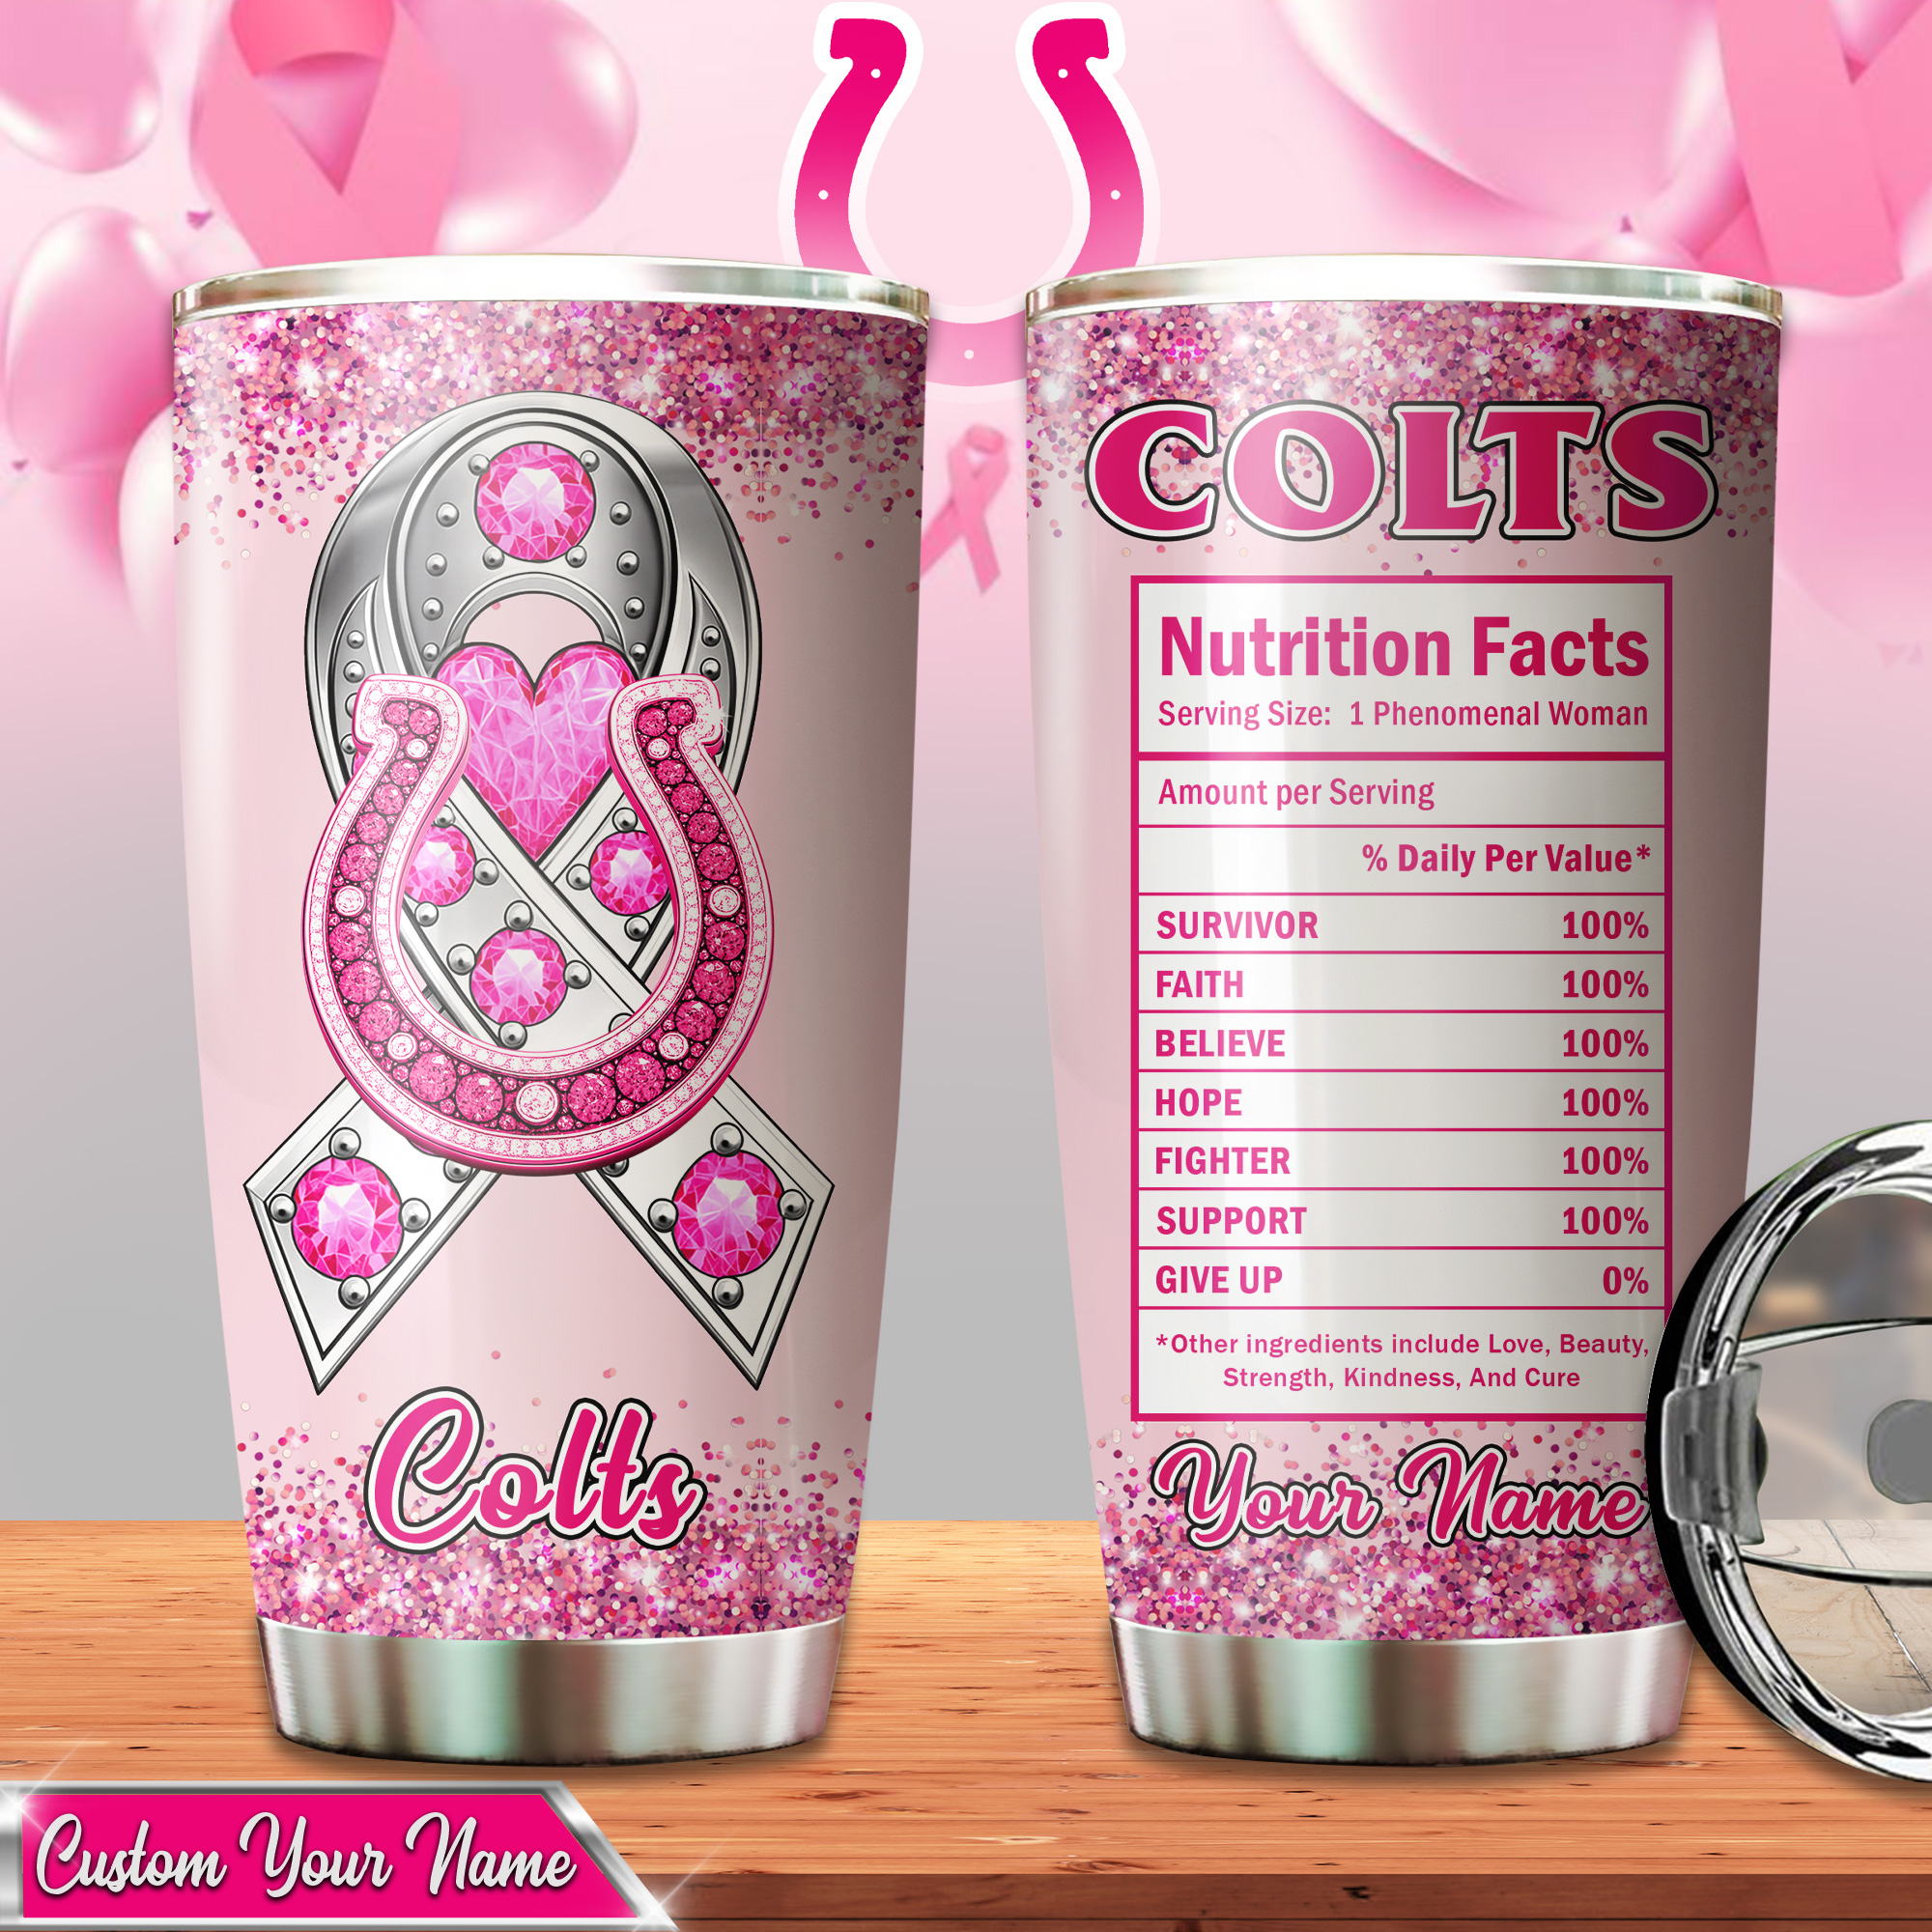 COLTS
Nutrition Facts
Serving Size: 1 Phenomenal Woman
Amount per Serving
% Daily Per Value*
SURVIVOR 100%
FAITH 100%
BELIEVE 100%
HOPE 100%
FIGHTER 100%
SUPPORT 100%
GIVE UP 0%
*Other ingredients include Love, Beauty,
Strength, Kindness, And Cure
Colts
Your Name
Custom Your Name